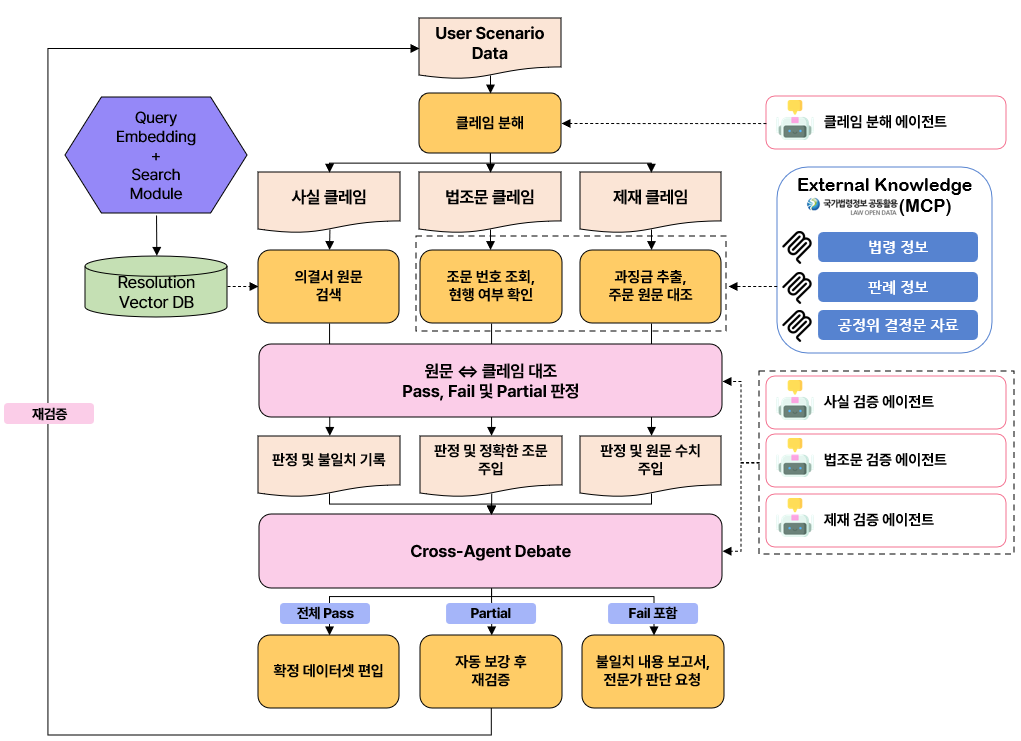 User Scenario
Data
Query
Embedding
+
Search
Module
클레임 분해
클레임 분해 에이전트
사실 클레임
법조문 클레임
제재 클레임
External Knowledge
국가법령정보 공동활용
LAW OPEN DATA
(MCP)
법령 정보
판례 정보
공정위 결정문 자료
Resolution
Vector DB
의결서 원문
검색
조문 번호 조회,
현행 여부 확인
과징금 추출,
주문 원문 대조
원문 ⇔ 클레임 대조
Pass, Fail 및 Partial 판정
사실 검증 에이전트
법조문 검증 에이전트
제재 검증 에이전트
재검증
판정 및 불일치 기록
판정 및 정확한 조문
주입
판정 및 원문 수치
주입
Cross-Agent Debate
전체 Pass
Partial
Fail 포함
확정 데이터셋 편입
자동 보강 후
재검증
불일치 내용 보고서,
전문가 판단 요청